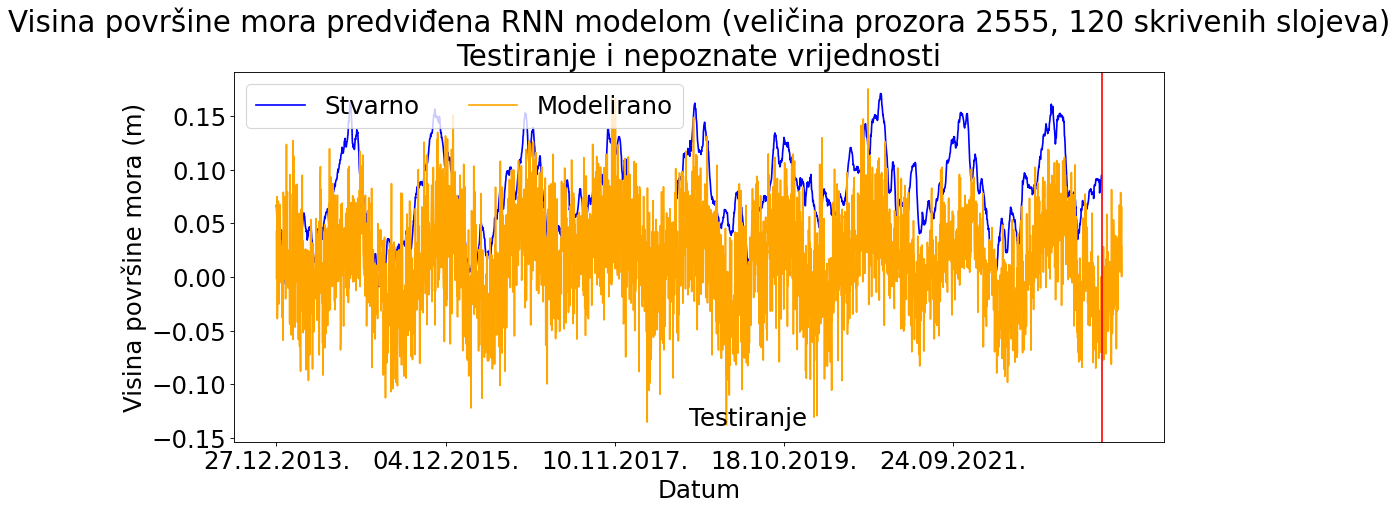 Visina površine mora predviđena RNN modelom (veličina prozora 2555, 120 skrivenih slojeva)
Testiranje i nepoznate vrijednosti
Stvarno
Modelirano
Visina površine mora (m)
0.15
0.10
0.05
0.00
−0.05
−0.10
−0.15
Testiranje
27.12.2013.
04.12.2015.
10.11.2017.
18.10.2019.
24.09.2021.
Datum